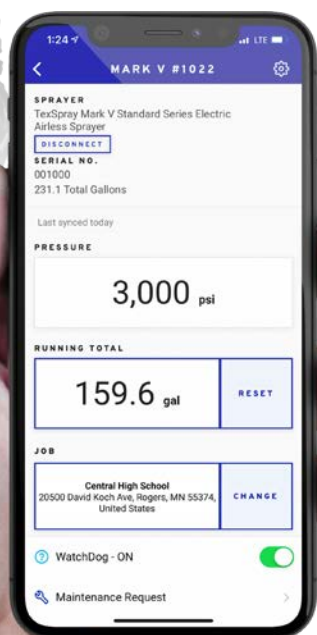 1:24
LTE
MARK V #1022
SPRAYER
TexSpray Mark V Standard Series Electric
Airless Sprayer
DISCONNECT
SERIAL NO.
001000
231.1 Total Gallons
Last synced today
PRESSURE
3,000 psi
RUNNING TOTAL
159.6 gal
RESET
JOB
Central High School
20500 David Koch Ave, Rogers, MN 55374,
United States
CHANGE
WatchDog - ON
Maintenance Request